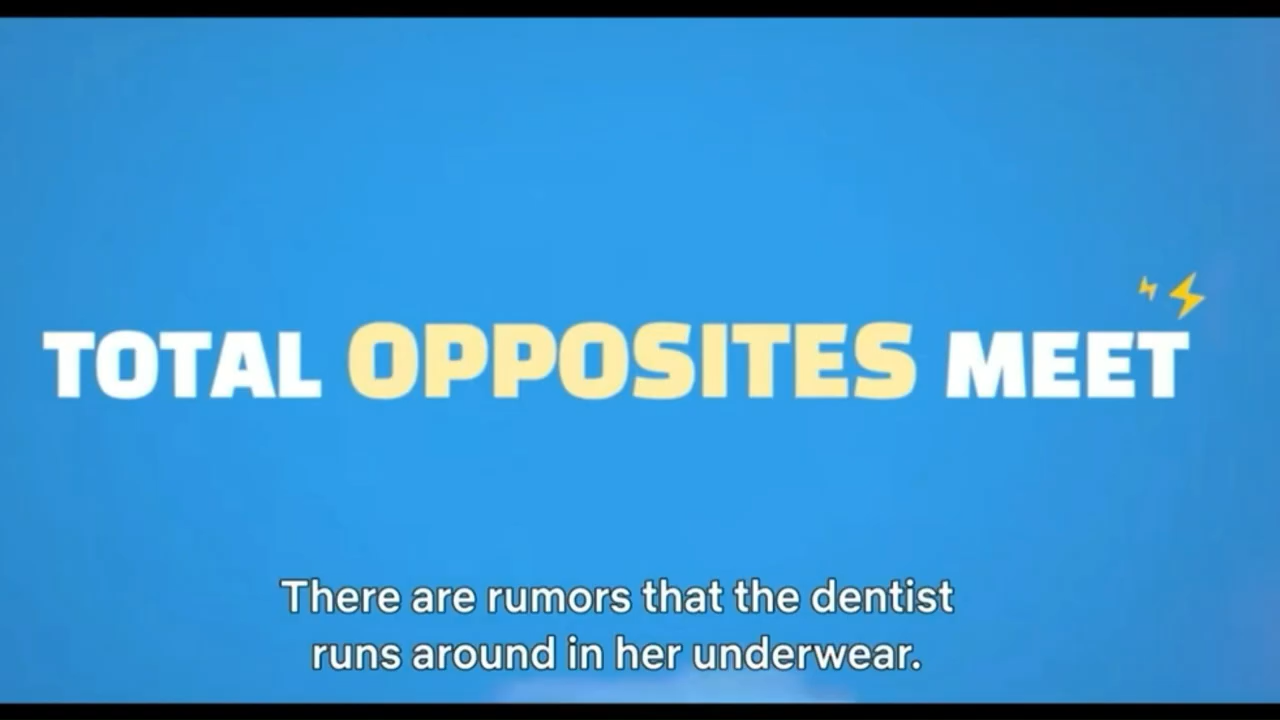 TOTAL OPPOSITES MEET
There are rumors that the dentist
runs around in her underwear.